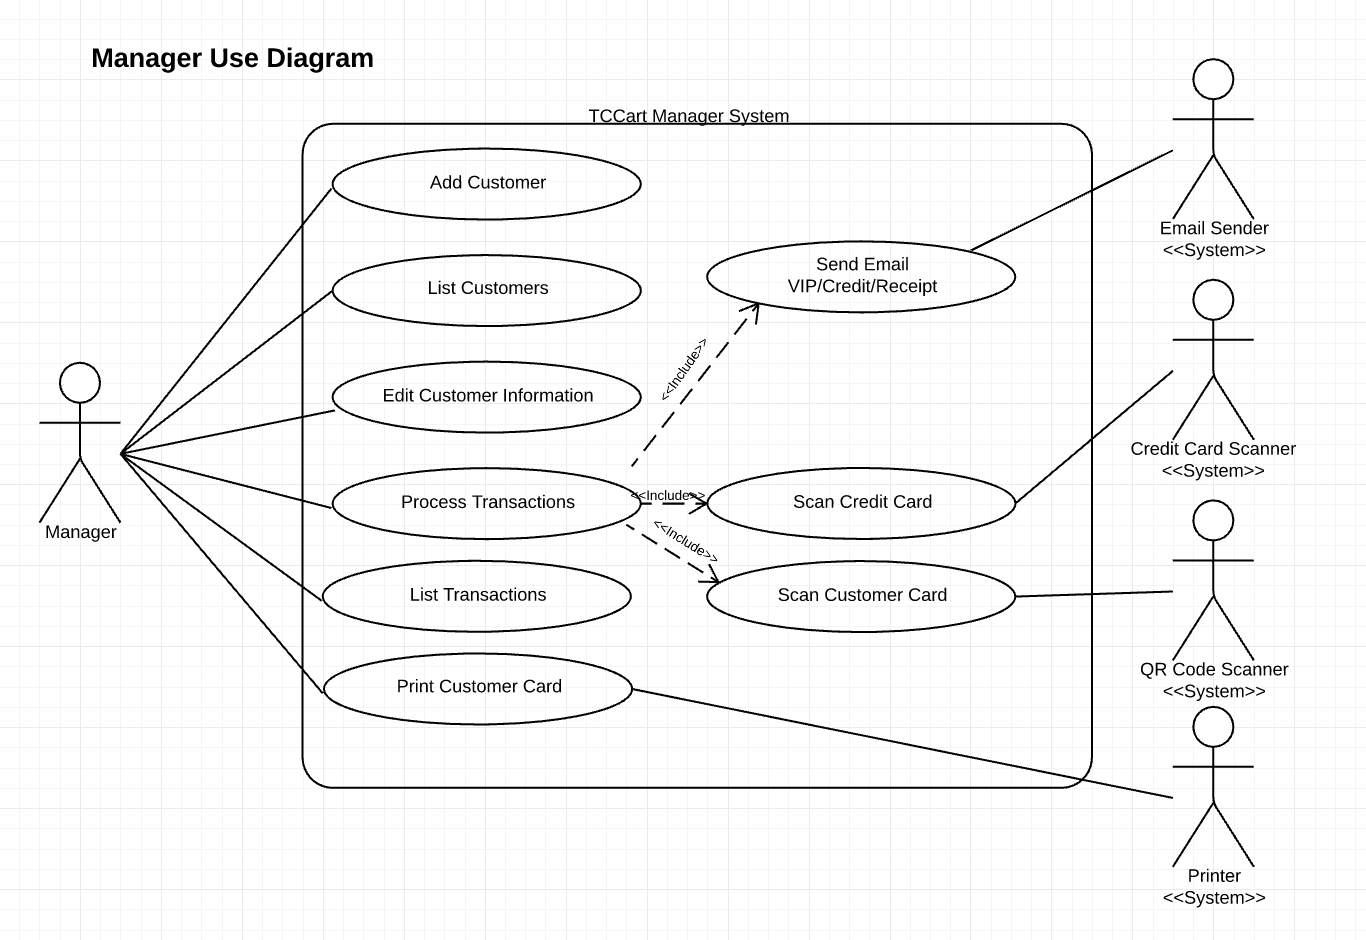 Manager Use Diagram
TCCart Manager System
Add Customer
List Customers
Edit Customer Information
Process Transactions
List Transactions
Print Customer Card
<<Include>>
<<Include>>
<<Include>>
Send Email
VIP/Credit/Receipt
Scan Credit Card
Scan Customer Card
Manager
Email Sender
<<System>>
Credit Card Scanner
<<System>>
QR Code Scanner
<<System>>
Printer
<<System>>